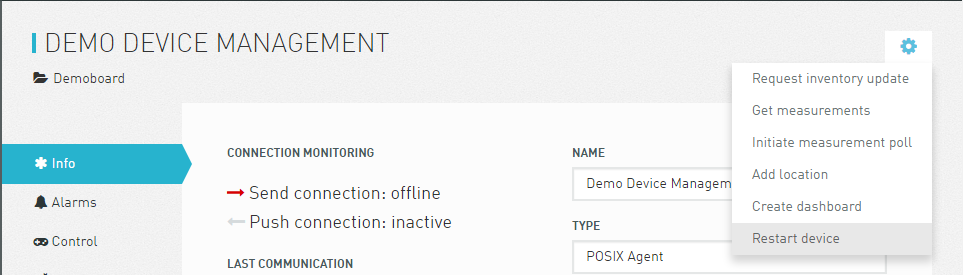 DEMO DEVICE MANAGEMENT
Demoboard
Request inventory update
Get measurements
Initiate measurement poll
Add location
Create dashboard
Restart device
Info
Alarms
Control
CONNECTION MONITORING
Send connection: offline
Push connection: inactive
LAST COMMUNICATION
NAME
Demo Device Managem
TYPE
POSIX Agent